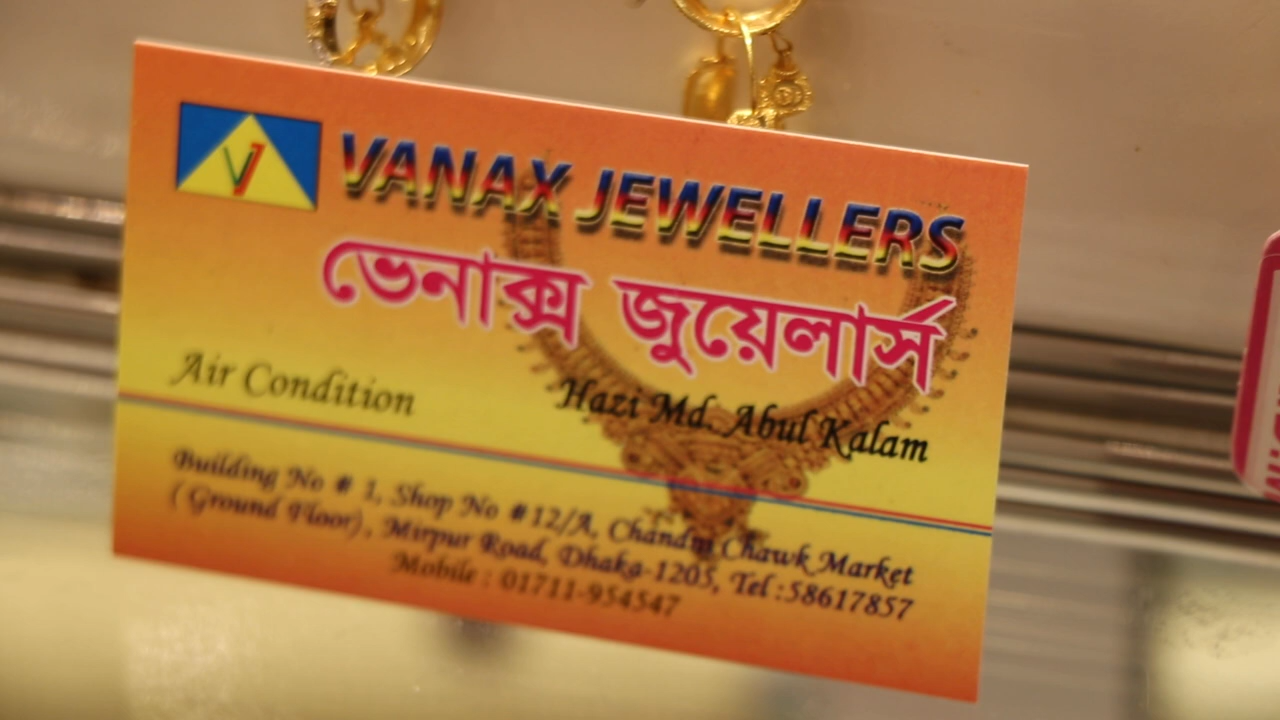 VJ
VANAX JEWELLERS
ভেনাক্স জুয়েলার্স
Air Condition
Hazi Md. Abul Kalam
Building No # 1, Shop No #12/A, Chandni Chawk Market
(Ground Floor), Mirpur Road, Dhaka-1205, Tel:58617857
Mobile : 01711-954547